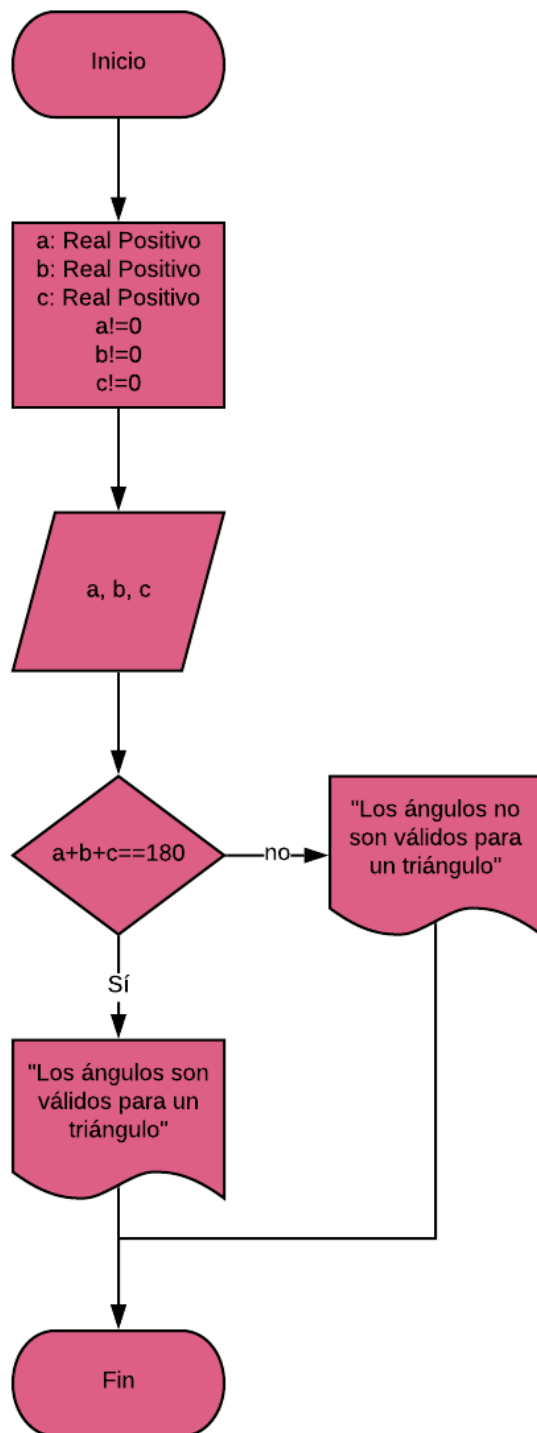 Inicio
a: Real Positivo
b: Real Positivo
c: Real Positivo
a!=0
b!=0
c!=0
a, b, c
a+b+c==180
no
"Los ángulos no
son válidos para
un triángulo"
Sí
"Los ángulos son
válidos para un
triángulo"
Fin